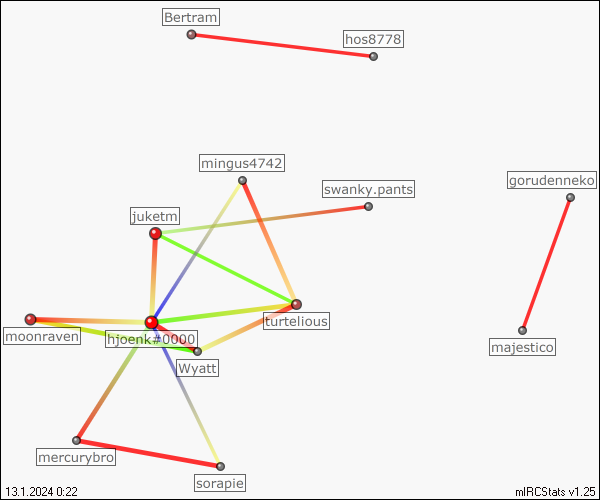 Bertram
hos8778
mingus4742
gorudenneko
swanky.pants
juketm
turtelious
moonraven
hjoenk#0000
majestico
Wyatt
mercurybro
sorapie
13.1.2024 0:22
mIRCStats v1.25